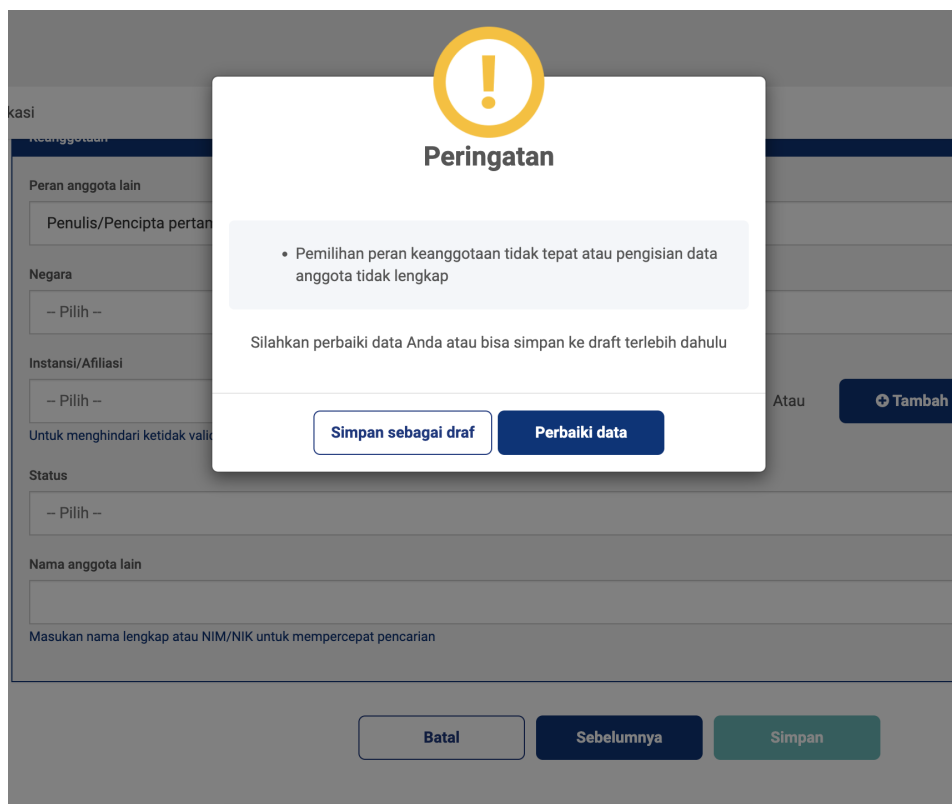 kasi
Keanggotaan
Peringatan
Peran anggota lain
Penulis/Pencipta pertan
• Pemilihan peran keanggotaan tidak tepat atau pengisian data
anggota tidak lengkap
Negara
-- Pilih --
Silahkan perbaiki data Anda atau bisa simpan ke draft terlebih dahulu
Instansi/Afiliasi
-- Pilih --
Atau
Tambah
Simpan sebagai draf
Perbaiki data
Untuk menghindari ketidak valid
Status
-- Pilih --
Nama anggota lain
Masukan nama lengkap atau NIM/NIK untuk mempercepat pencarian
Batal
Sebelumnya
Simpan